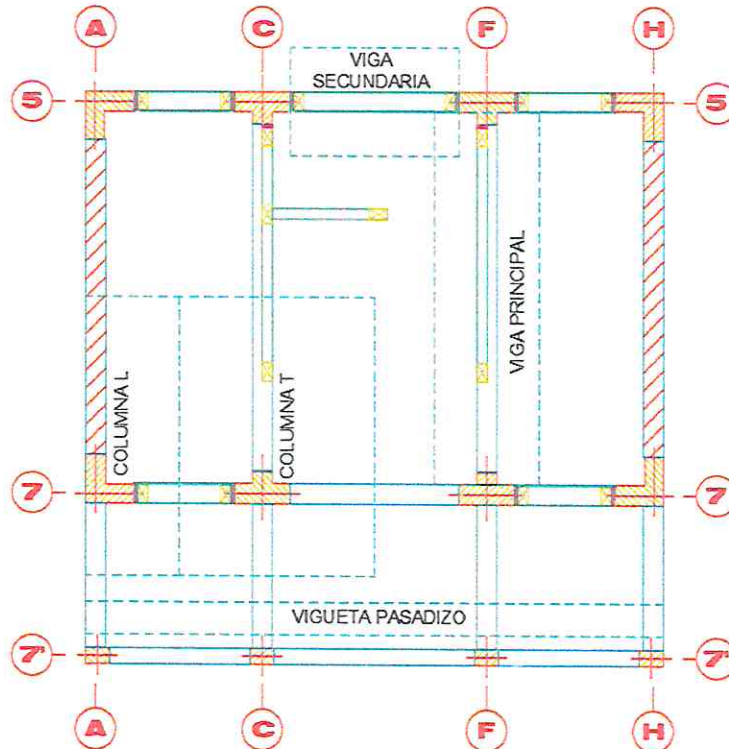 A C F H
VIGA
SECUNDARIA
5 5
VIGA PRINCIPAL
COLUMNA L
COLUMNA T
7 7
VIGUETA PASADIZO
7' 7'
A C F H